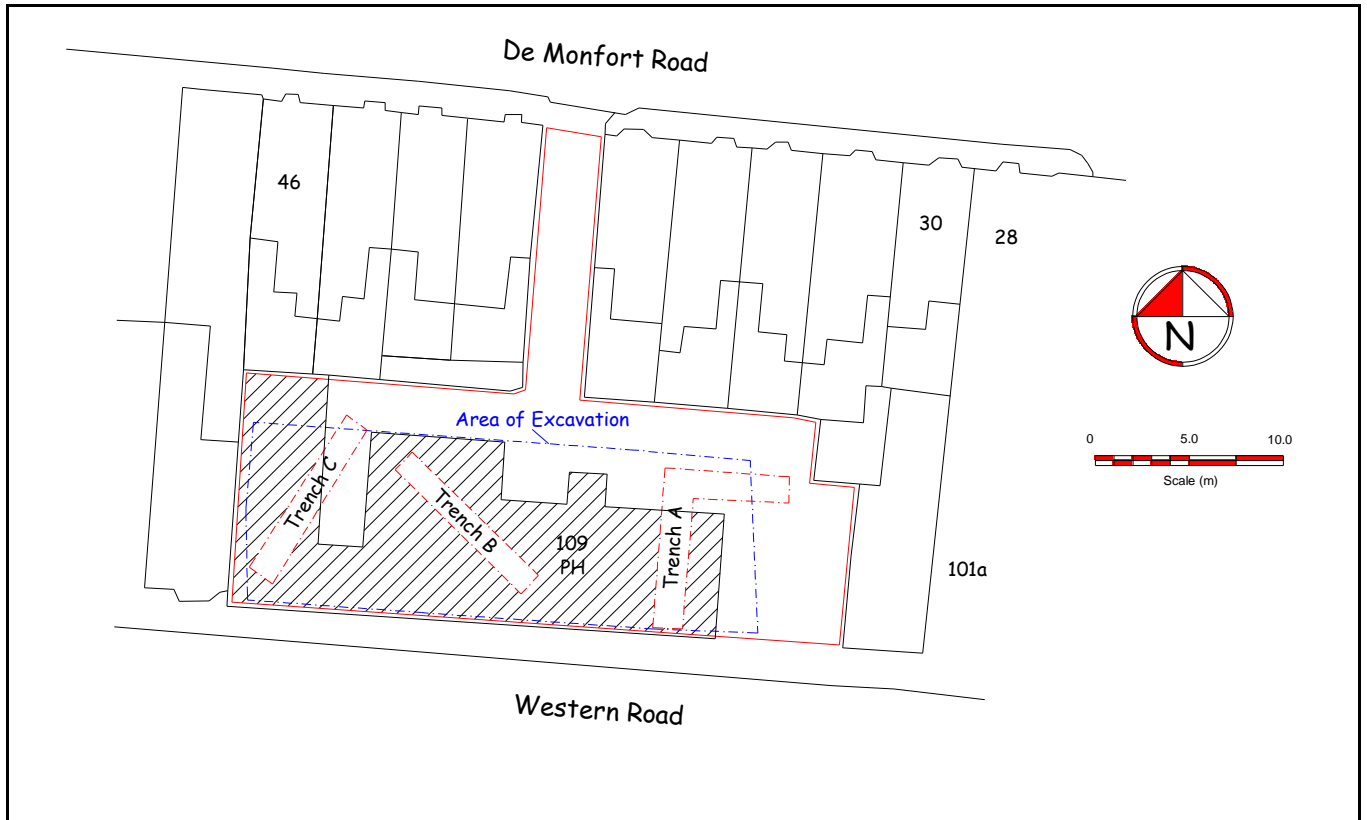 De Monfort Road
46
30
28
N
Area of Excavation
0 5.0 10.0
Scale (m)
Trench C
Trench B
Trench A
109
PH
101a
Western Road